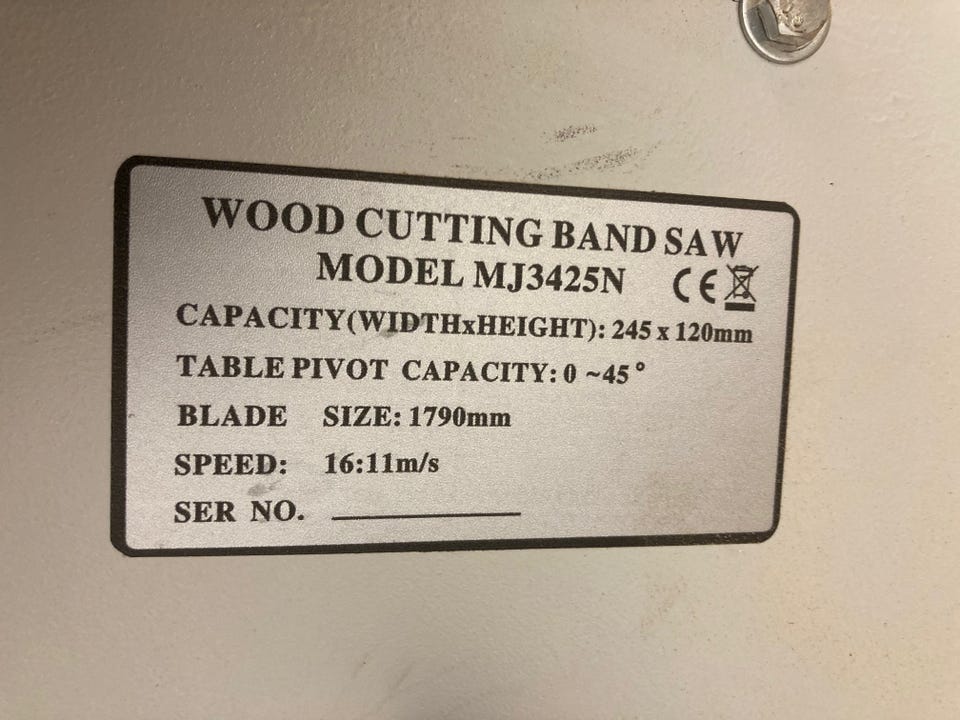 WOOD CUTTING BAND SAW
MODEL MJ3425N CE
CAPACITY(WIDTHxHEIGHT): 245 x 120mm
TABLE PIVOT CAPACITY: 0 ~45°
BLADE SIZE: 1790mm
SPEED: 16:11m/s
SER NO.